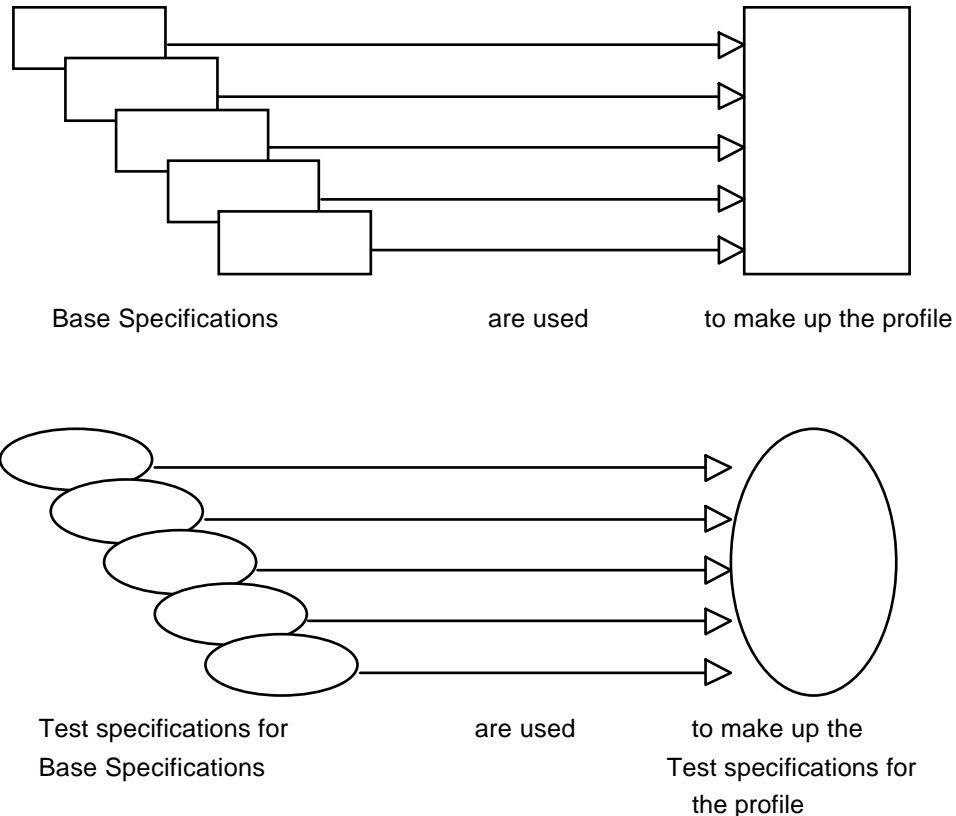 Base Specifications are used to make up the profile
Test specifications for are used to make up the
Base Specifications Test specifications for
the profile